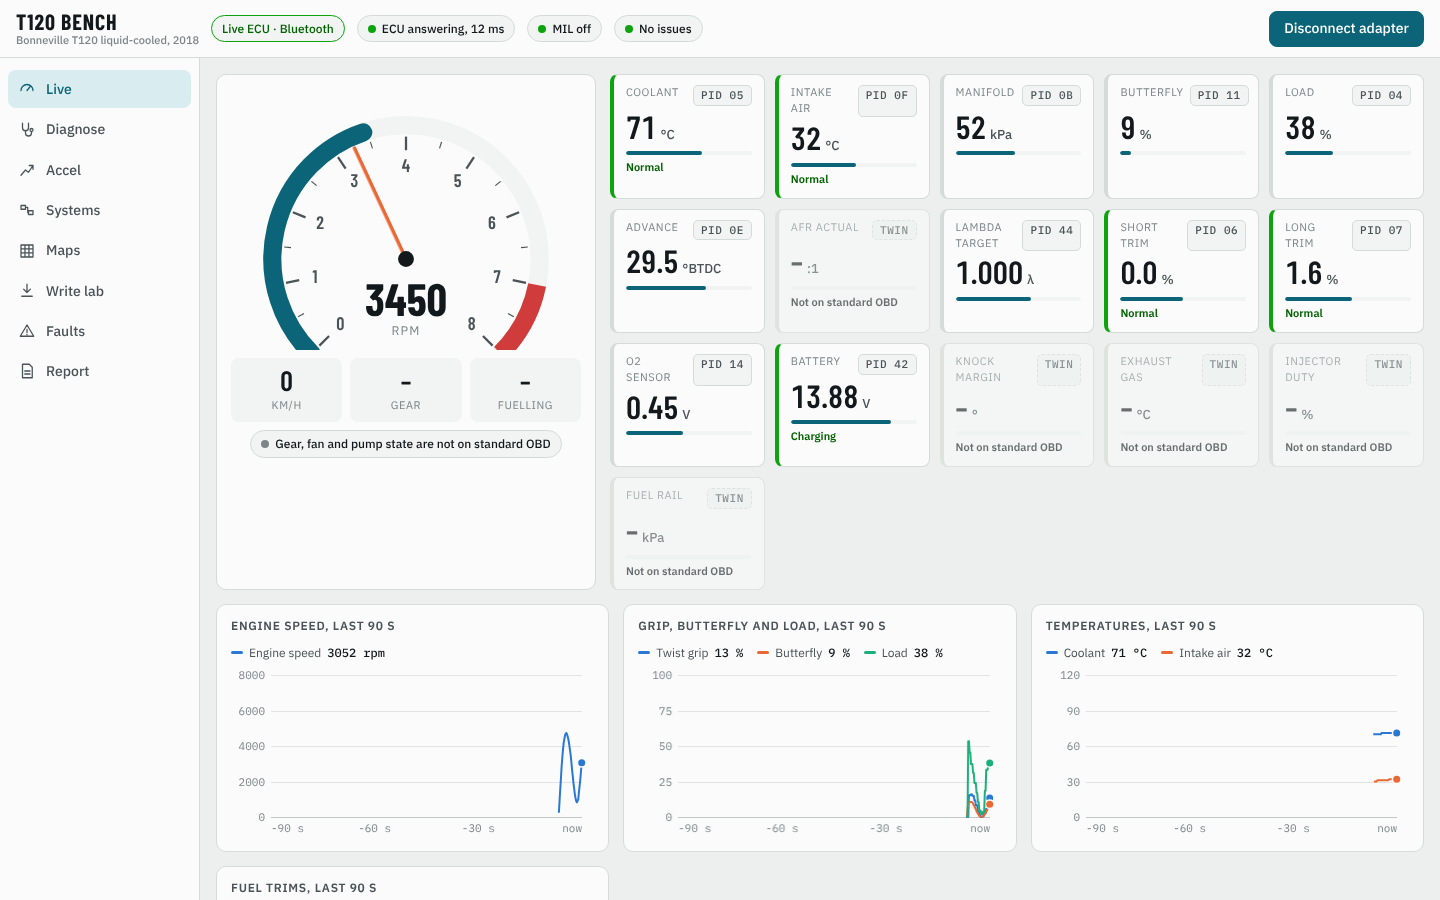 T120 BENCH
Bonneville T120 liquid-cooled, 2018
Live ECU · Bluetooth
ECU answering, 12 ms
MIL off
No issues
Disconnect adapter
Live
Diagnose
Accel
Systems
Maps
Write lab
Faults
Report
0
1
2
3
4
5
6
7
8
3450
RPM
0
KM/H
-
GEAR
-
FUELLING
Gear, fan and pump state are not on standard OBD
COOLANT
PID 05
71 °C
Normal
INTAKE
AIR
PID 0F
32 °C
Normal
MANIFOLD
PID 0B
52 kPa
BUTTERFLY
PID 11
9 %
LOAD
PID 04
38 %
ADVANCE
PID 0E
29.5 °BTDC
AFR ACTUAL
TWIN
- :1
Not on standard OBD
LAMBDA
TARGET
PID 44
1.000 λ
SHORT
TRIM
PID 06
0.0 %
Normal
LONG
TRIM
PID 07
1.6 %
Normal
O2
SENSOR
PID 14
0.45 V
BATTERY
PID 42
13.88 V
Charging
KNOCK
MARGIN
TWIN
- °
Not on standard OBD
EXHAUST
GAS
TWIN
- °C
Not on standard OBD
INJECTOR
DUTY
TWIN
- %
Not on standard OBD
FUEL RAIL
TWIN
- kPa
Not on standard OBD
ENGINE SPEED, LAST 90 S
Engine speed 3052 rpm
8000
6000
4000
2000
0
-90 s
-60 s
-30 s
now
GRIP, BUTTERFLY AND LOAD, LAST 90 S
Twist grip 13 %
Butterfly 9 %
Load 38 %
100
75
50
25
0
-90 s
-60 s
-30 s
now
TEMPERATURES, LAST 90 S
Coolant 71 °C
Intake air 32 °C
120
90
60
30
0
-90 s
-60 s
-30 s
now
FUEL TRIMS, LAST 90 S